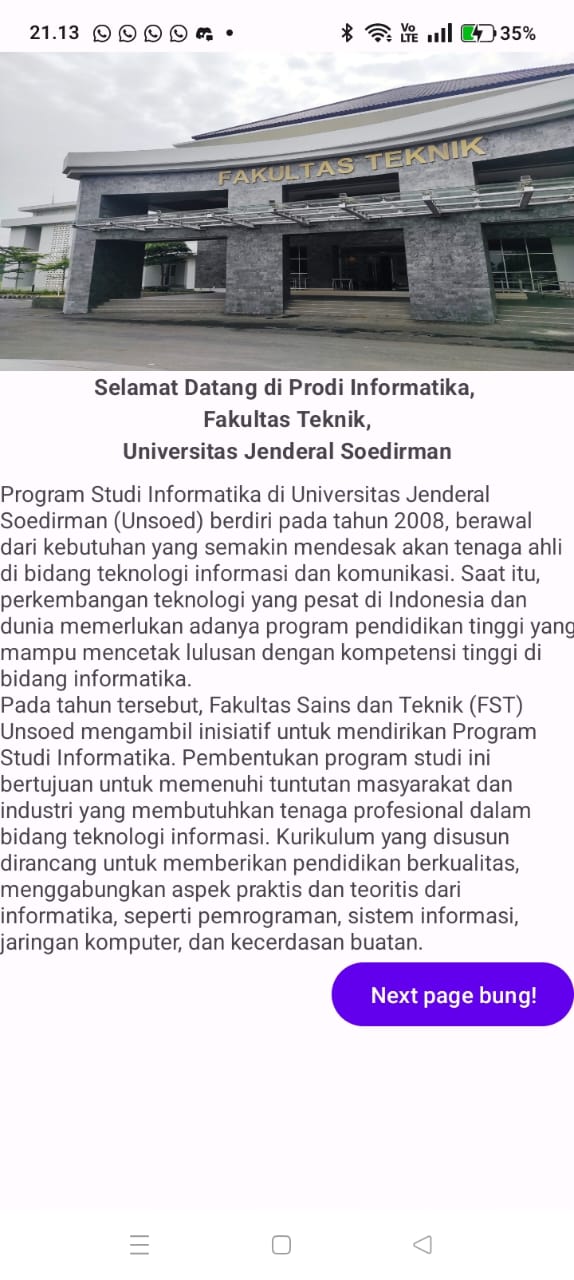 21.13
Vo
LTE
35%
FAKULTAS TEKNIK
Selamat Datang di Prodi Informatika,
Fakultas Teknik,
Universitas Jenderal Soedirman
Program Studi Informatika di Universitas Jenderal
Soedirman (Unsoed) berdiri pada tahun 2008, berawal
dari kebutuhan yang semakin mendesak akan tenaga ahli
di bidang teknologi informasi dan komunikasi. Saat itu,
perkembangan teknologi yang pesat di Indonesia dan
dunia memerlukan adanya program pendidikan tinggi yang
mampu mencetak lulusan dengan kompetensi tinggi di
bidang informatika.
Pada tahun tersebut, Fakultas Sains dan Teknik (FST)
Unsoed mengambil inisiatif untuk mendirikan Program
Studi Informatika. Pembentukan program studi ini
bertujuan untuk memenuhi tuntutan masyarakat dan
industri yang membutuhkan tenaga profesional dalam
bidang teknologi informasi. Kurikulum yang disusun
dirancang untuk memberikan pendidikan berkualitas,
menggabungkan aspek praktis dan teoritis dari
informatika, seperti pemrograman, sistem informasi,
jaringan komputer, dan kecerdasan buatan.
Next page bung!